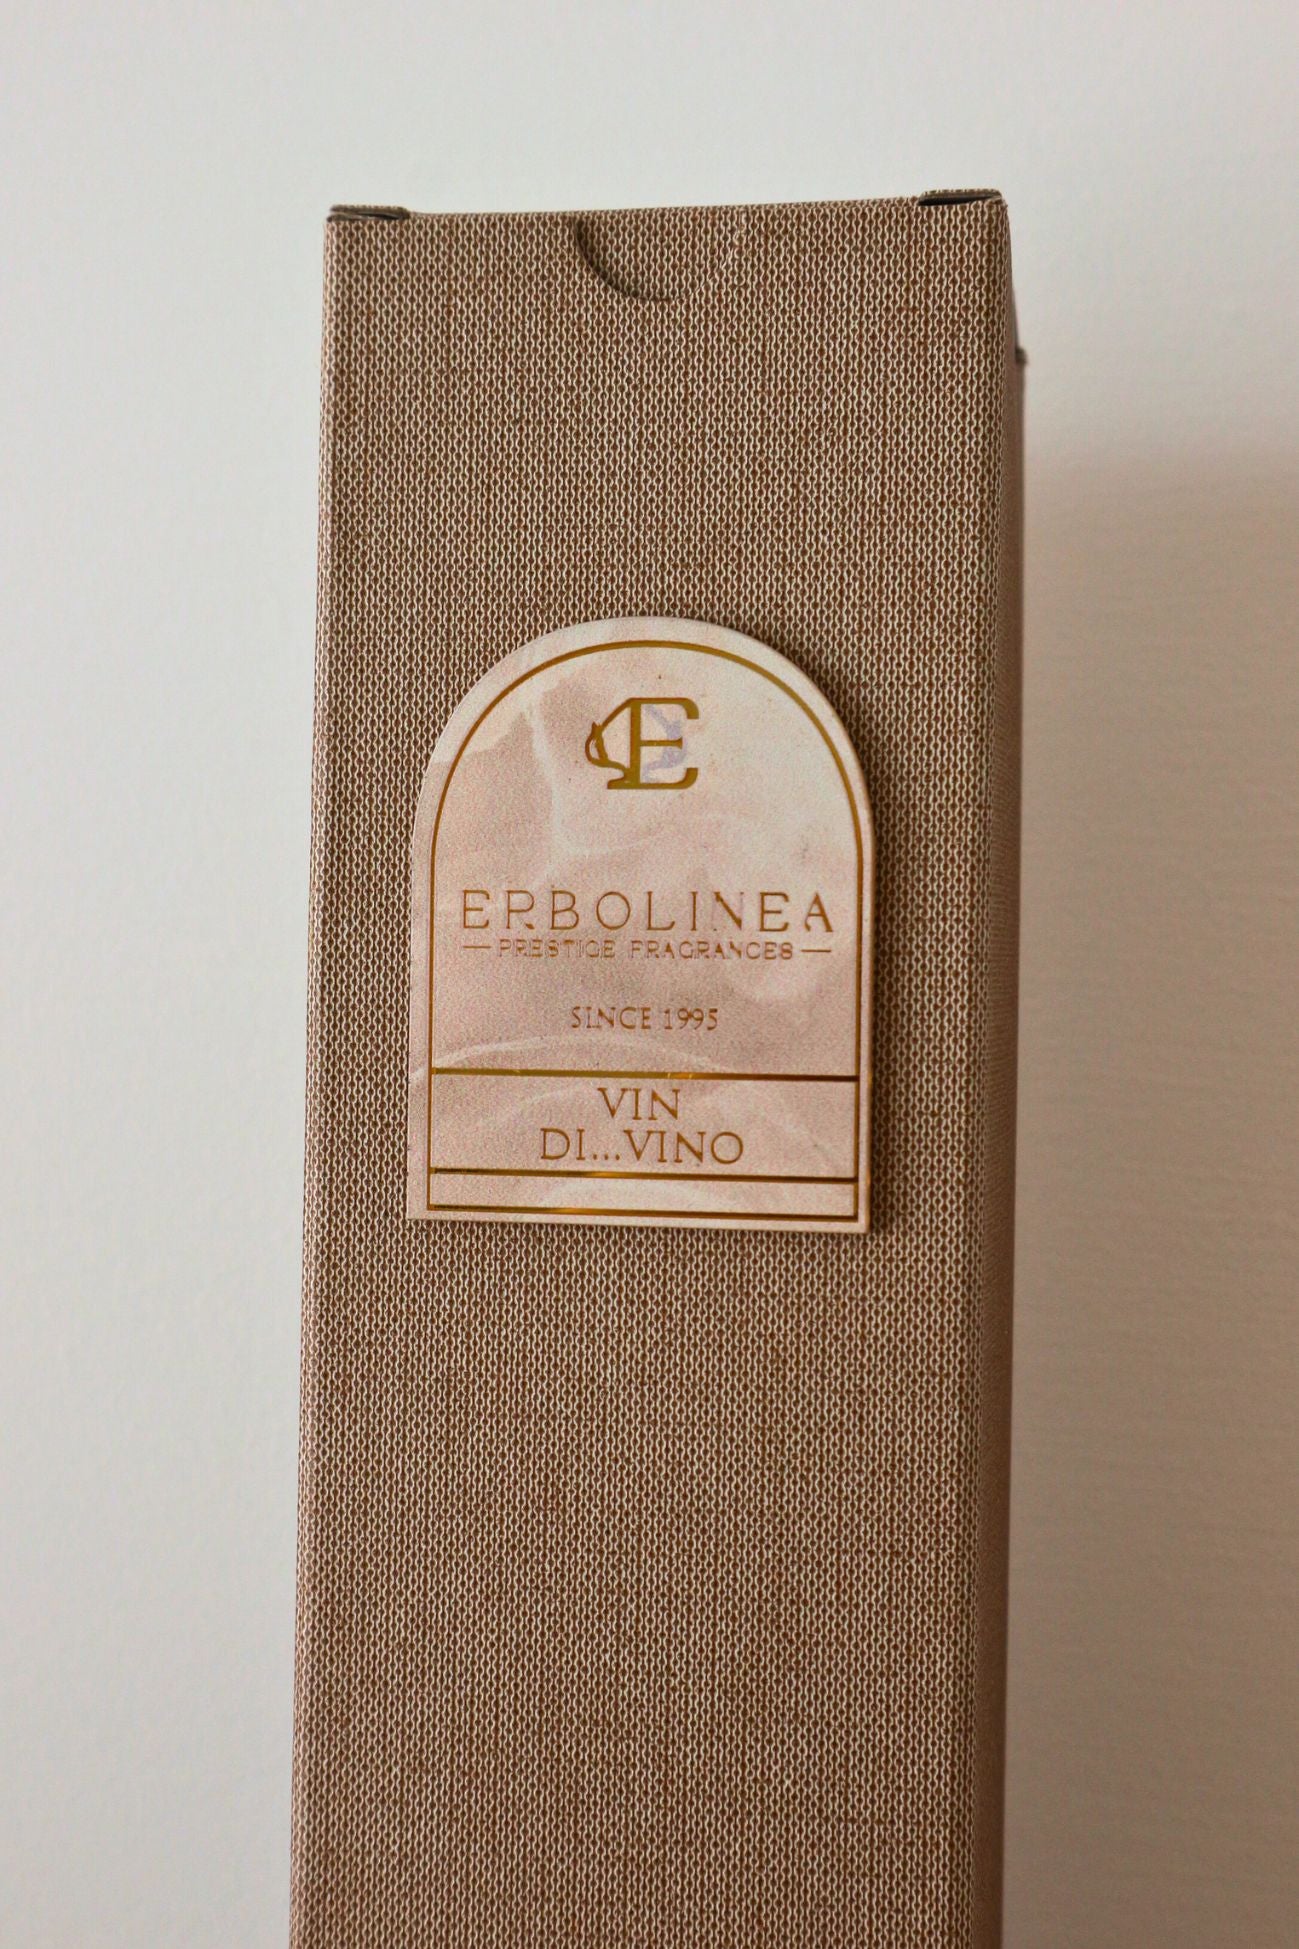 E
ERBOLINEA
— PRESTIGE FRAGRANCES —
SINCE 1995
VIN
DI...VINO